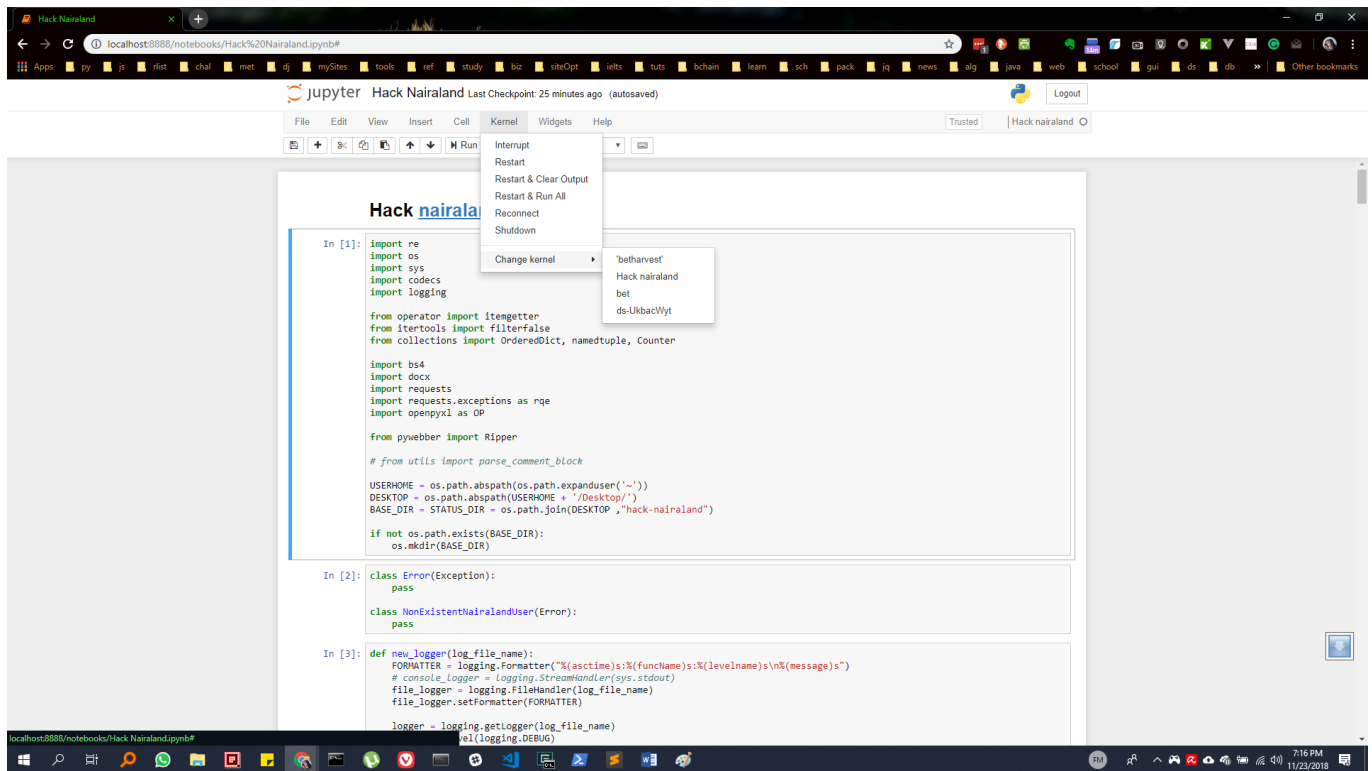 Hack Nairaland
localhost:8888/notebooks/Hack%20Nairaland.ipynb#
Apps py js rlist chal met dj mySites tools ref study biz siteOpt ielts tuts bchain learn sch pack jq news alg java web school gui ds db » Other bookmarks
jupyter Hack Nairaland Last Checkpoint: 25 minutes ago (autosaved)
Logout
File Edit View Insert Cell Kernel Widgets Help
Trusted
Hack nairaland
Run
Interrupt
Restart
Restart & Clear Output
Restart & Run All
Reconnect
Shutdown
Change kernel
'betharvest'
Hack nairaland
bet
ds-UkbacWyt
Hack nairala
In [1]: import re
import os
import sys
import codecs
import logging
from operator import itemgetter
from itertools import filterfalse
from collections import OrderedDict, namedtuple, Counter
import bs4
import docx
import requests
import requests.exceptions as rqe
import openpyxl as OP
from pywebber import Ripper
# from utils import parse_comment_block
USERHOME = os.path.abspath(os.path.expanduser('~'))
DESKTOP = os.path.abspath(USERHOME + '/Desktop/')
BASE_DIR = STATUS_DIR = os.path.join(DESKTOP ,"hack-nairaland")
if not os.path.exists(BASE_DIR):
os.mkdir(BASE_DIR)
In [2]: class Error(Exception):
pass
class NonExistentNairalandUser(Error):
pass
In [3]: def new_logger(log_file_name):
FORMATTER = logging.Formatter("%(asctime)s:%(funcName)s:%(levelname)s\n%(message)s")
# console_logger = logging.StreamHandler(sys.stdout)
file_logger = logging.FileHandler(log_file_name)
file_logger.setFormatter(FORMATTER)
logger = logging.getLogger(log_file_name)
vel(logging.DEBUG)
localhost:8888/notebooks/Hack Nairaland.ipynb#
FM
7:16 PM
11/23/2018